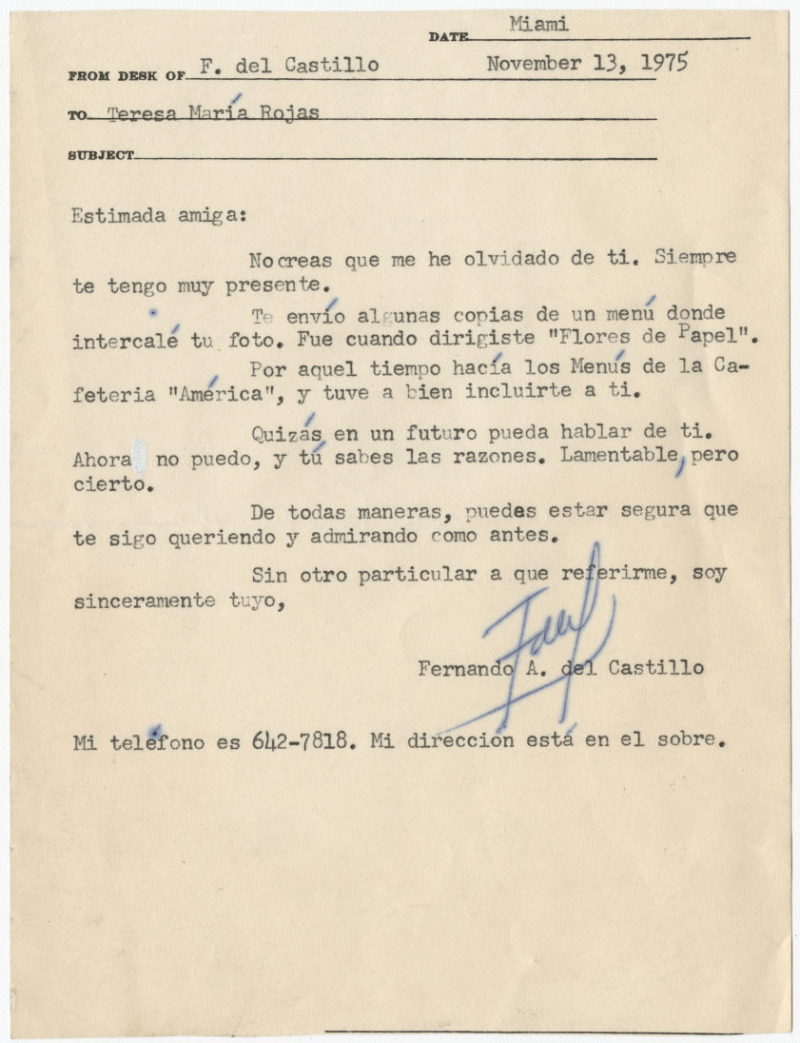 Miami
DATE
FROM DESK OF F. del Castillo November 13, 1975
TO Teresa María Rojas
SUBJECT
Estimada amiga:
No creas que me he olvidado de ti. Siempre
te tengo muy presente.
Te envío algunas copias de un menú donde
intercalé tu foto. Fue cuando dirigiste "Flores de Papel".
Por aquel tiempo hacía los Menús de la Ca-
feteria "América", y tuve a bien incluirte a ti.
Quizás en un futuro pueda hablar de ti.
Ahora no puedo, y tú sabes las razones. Lamentable, pero
cierto.
De todas maneras, puedes estar segura que
te sigo queriendo y admirando como antes.
Sin otro particular a que referirme, soy
sinceramente tuyo,
Fernando A. del Castillo
Mi teléfono es 642-7818. Mi dirección está en el sobre.